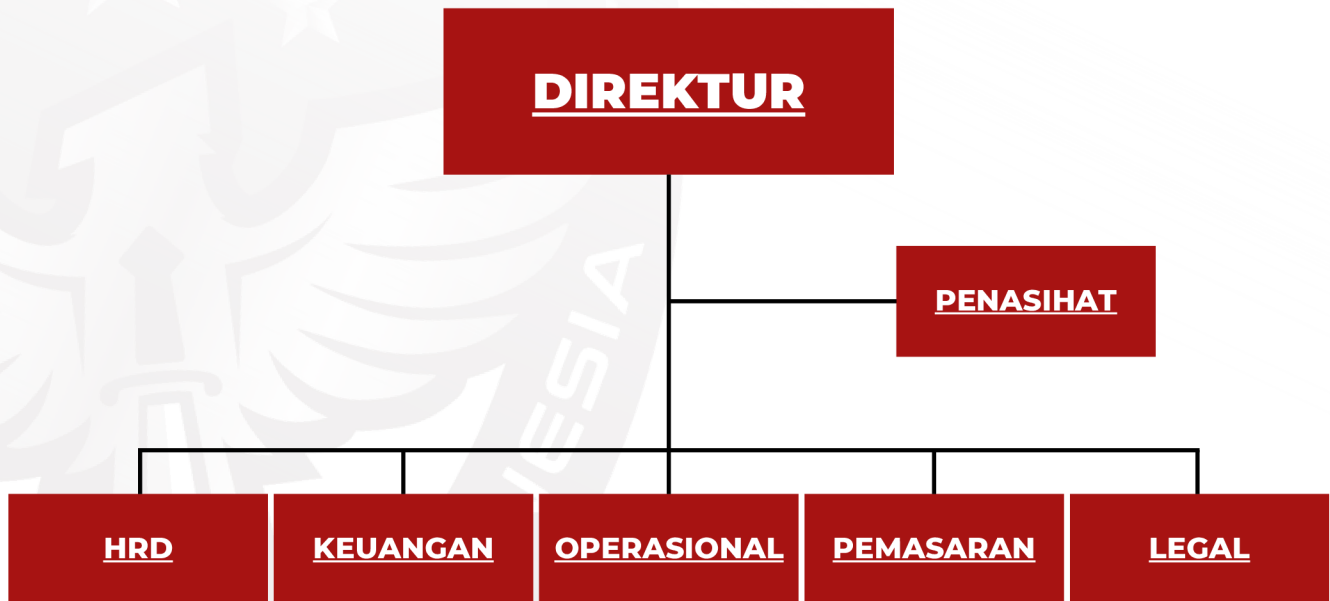 DIREKTUR
PENASIHAT
HRD
KEUANGAN
OPERASIONAL
PEMASARAN
LEGAL